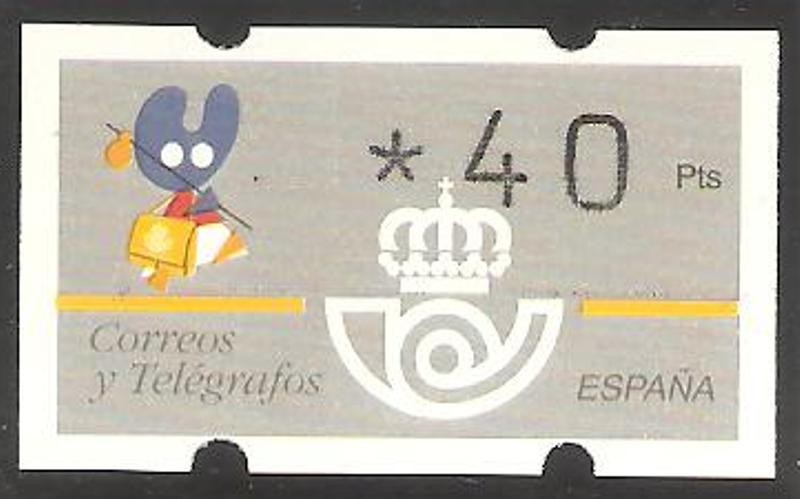 *40 Pts
Correos
y Telégrafos
ESPAÑA